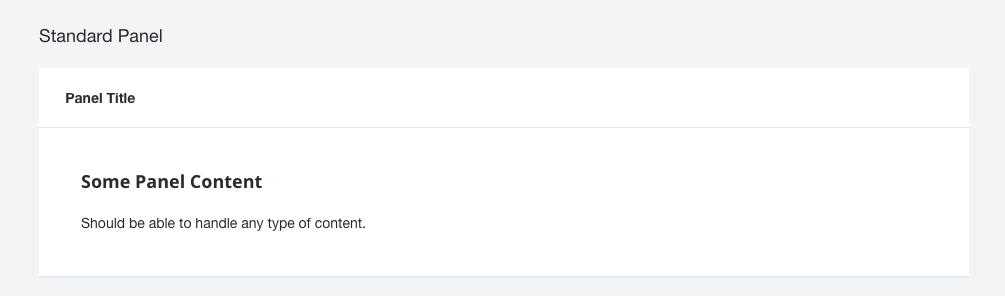 Standard Panel
Panel Title
Some Panel Content
Should be able to handle any type of content.